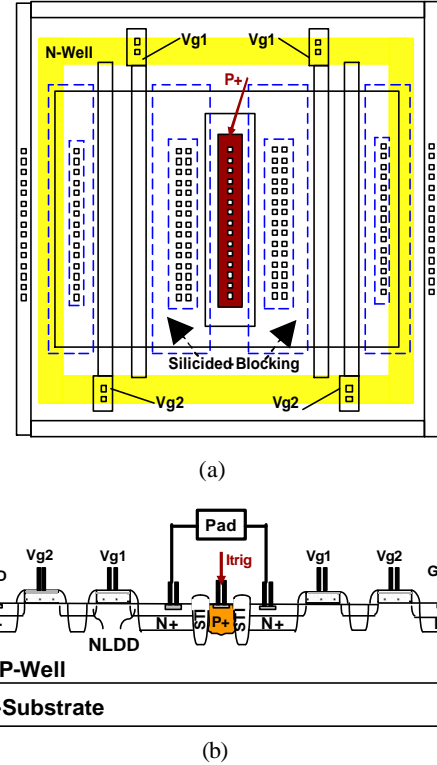 Vg1 Vg1
N-Well
P+
Silicided Blocking
Vg2 Vg2
(a)
Pad
Vg2 Vg1 Itrig Vg1 Vg2
D G
N+ STI P+ STI N+
NLDD
P-Well
-Substrate
(b)